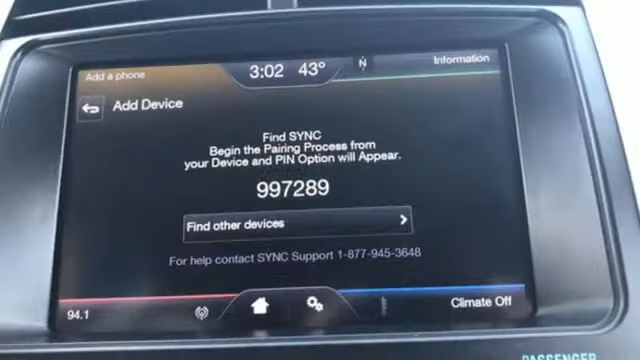 Add a phone
3:02 43° N
Information
Add Device
Find SYNC
Begin the Pairing Process from
your Device and PIN Option will Appear.
997289
Find other devices
For help contact SYNC Support 1-877-945-3648
94.1
Climate Off
PASSENGER